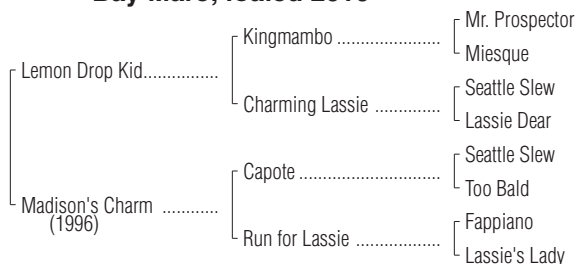 Bay Mare; foaled
Mr. Prospector
Kingmambo ......................
Miesque
Lemon Drop Kid................
Seattle Slew
Charming Lassie ..............
Lassie Dear
Seattle Slew
Capote ..............................
Too Bald
Madison's Charm ............
(1996)
Fappiano
Run for Lassie ..................
Lassie's Lady